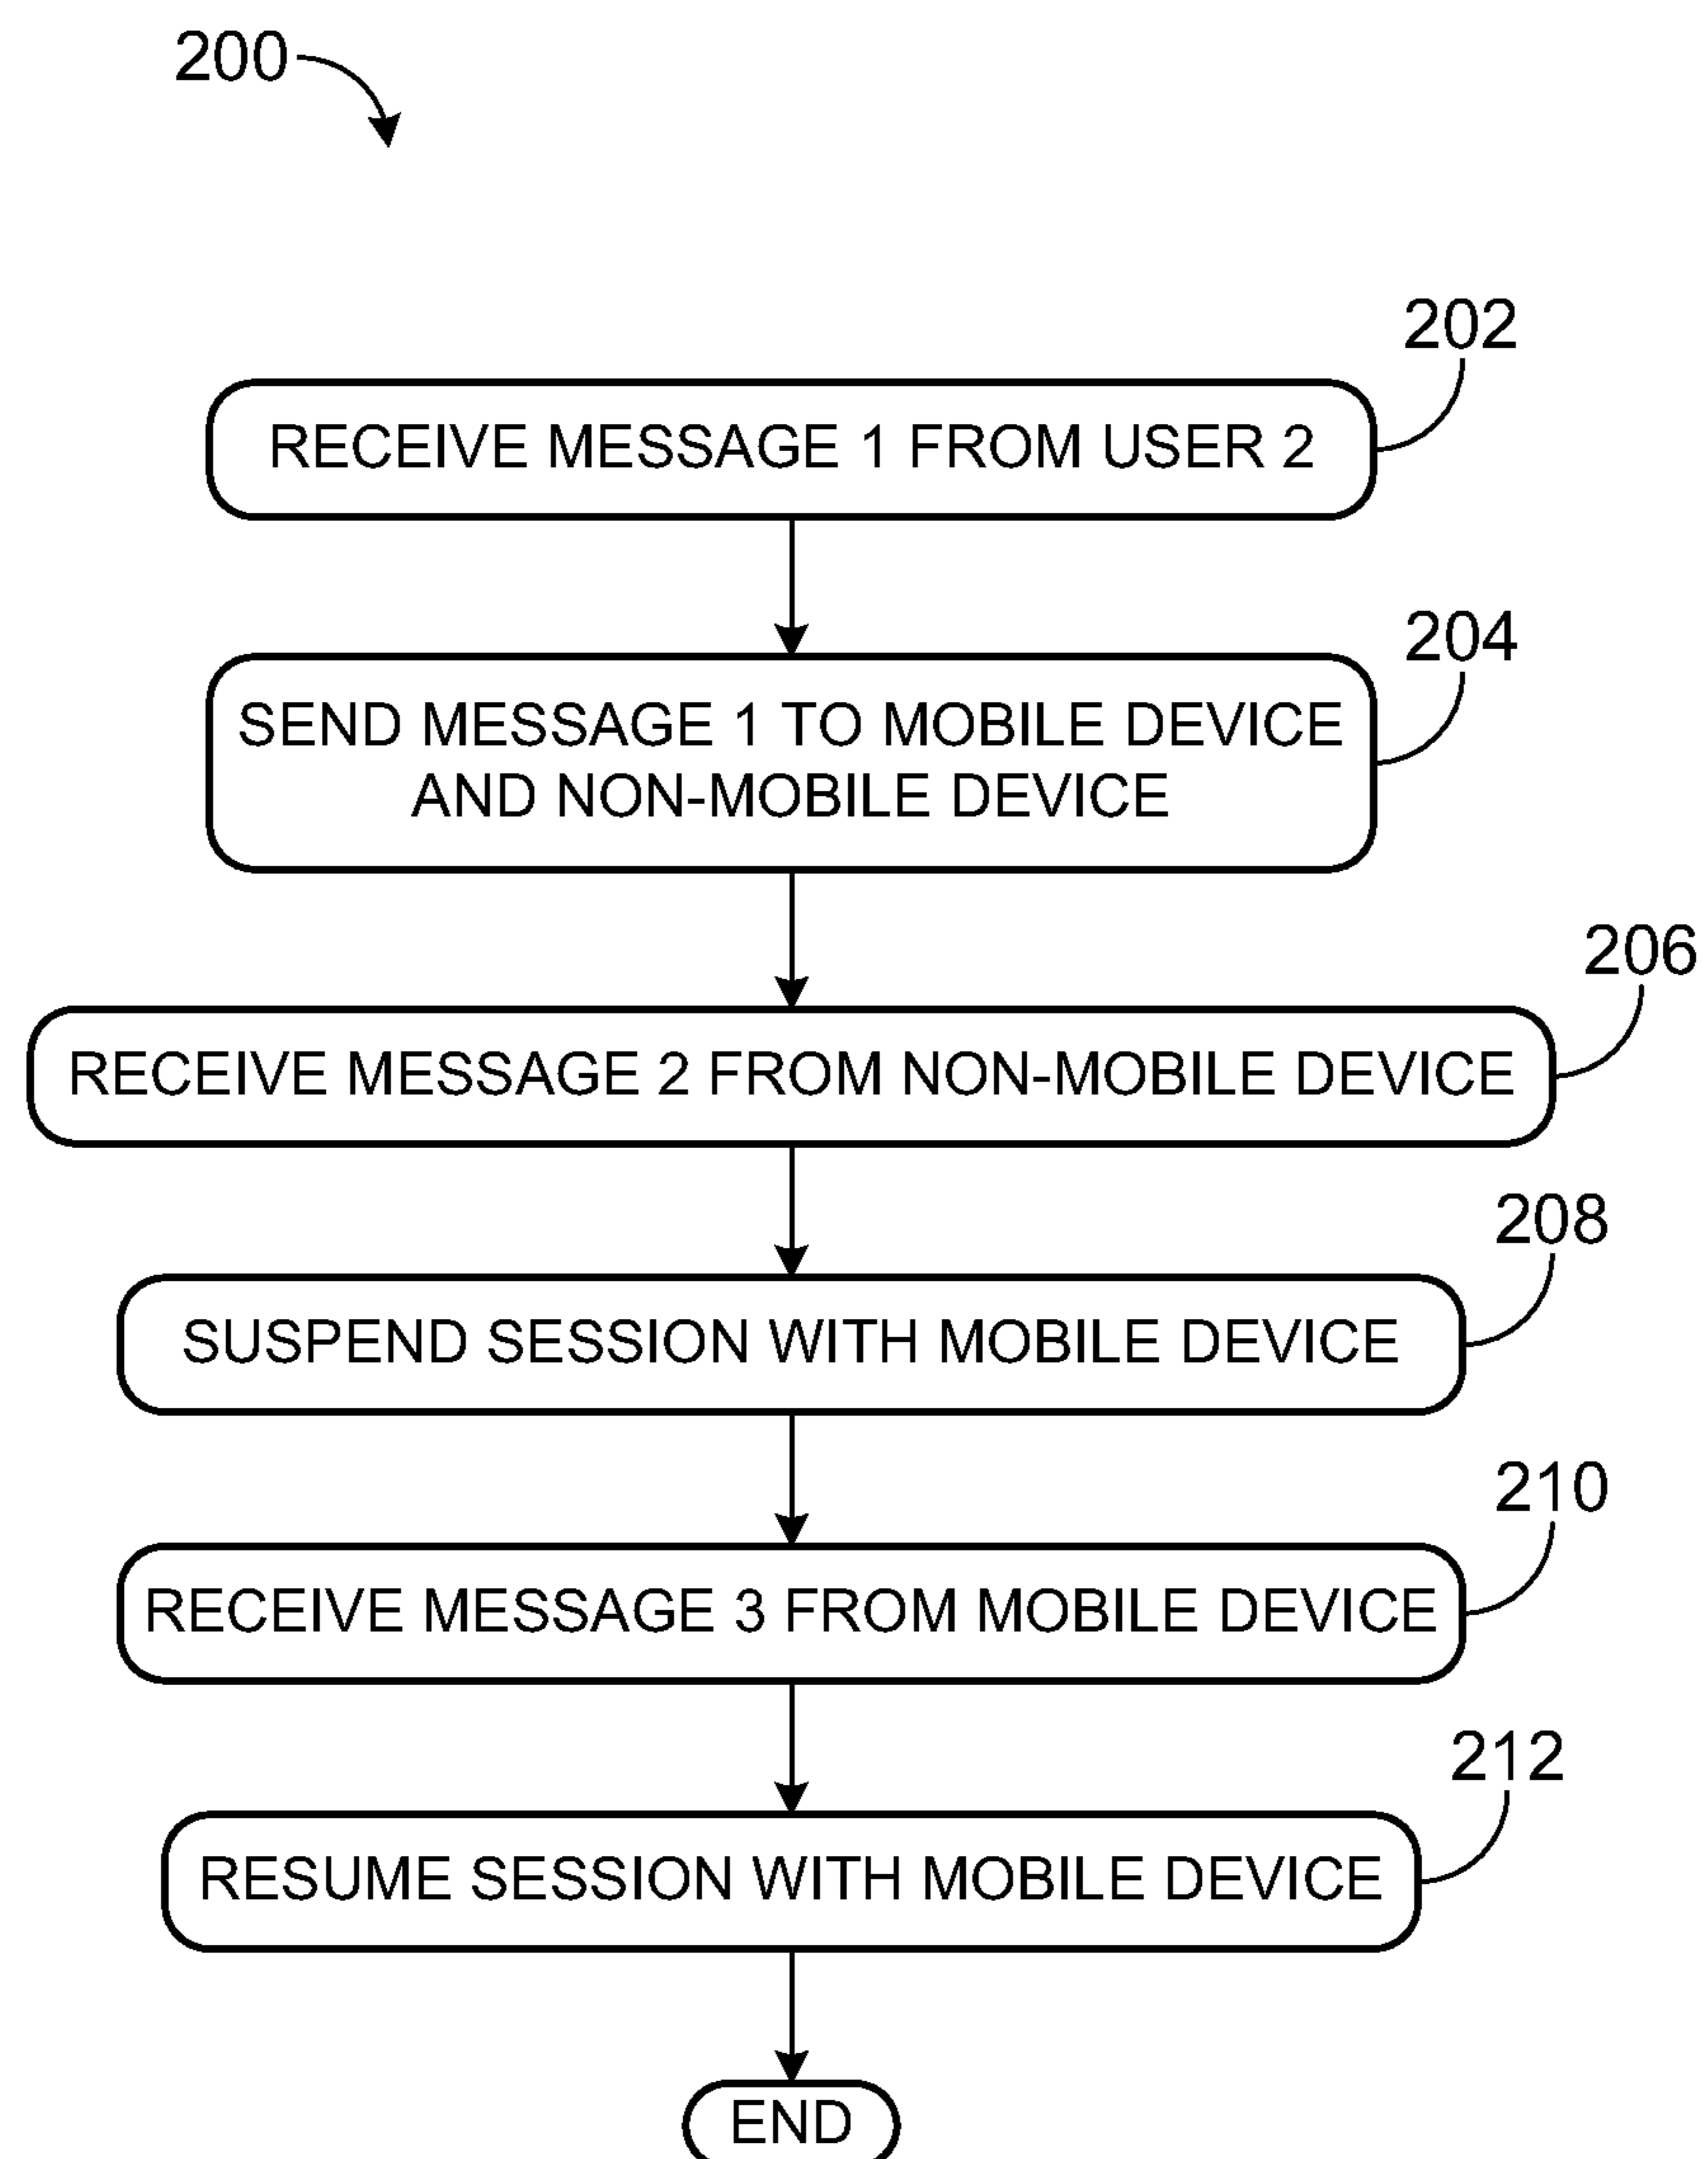 200
202
RECEIVE MESSAGE 1 FROM USER 2
204
SEND MESSAGE 1 TO MOBILE DEVICE
AND NON-MOBILE DEVICE
206
RECEIVE MESSAGE 2 FROM NON-MOBILE DEVICE
208
SUSPEND SESSION WITH MOBILE DEVICE
210
RECEIVE MESSAGE 3 FROM MOBILE DEVICE
212
RESUME SESSION WITH MOBILE DEVICE
END